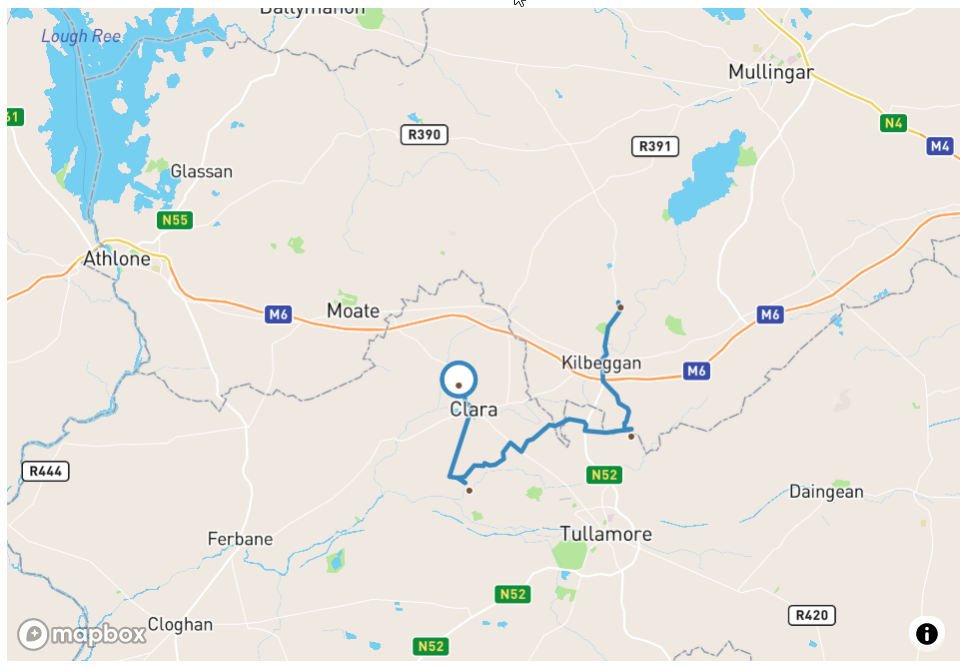 Ballymahon
Lough Ree
Mullingar
61
N4
R390
R391
M4
Glassan
N55
Athlone
M6
Moate
M6
Kilbeggan
M6
Clara
R444
N52
Daingean
Tullamore
Ferbane
N52
R420
Cloghan
mapbox
N52
i